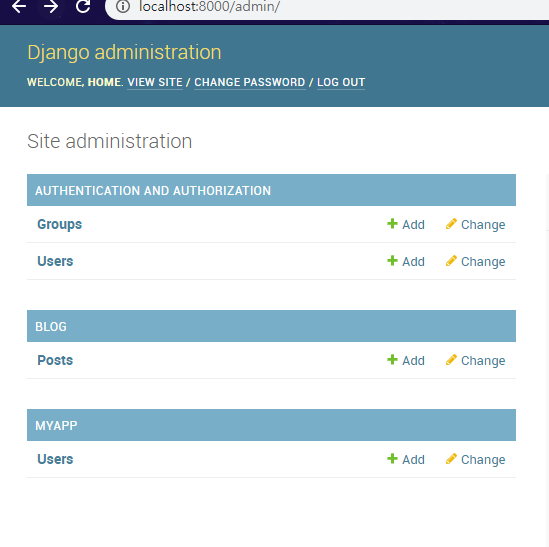 localhost:8000/admin/
Django administration
WELCOME, HOME. VIEW SITE / CHANGE PASSWORD / LOG OUT
Site administration
AUTHENTICATION AND AUTHORIZATION
Groups Add Change
Users Add Change
BLOG
Posts Add Change
MYAPP
Users Add Change